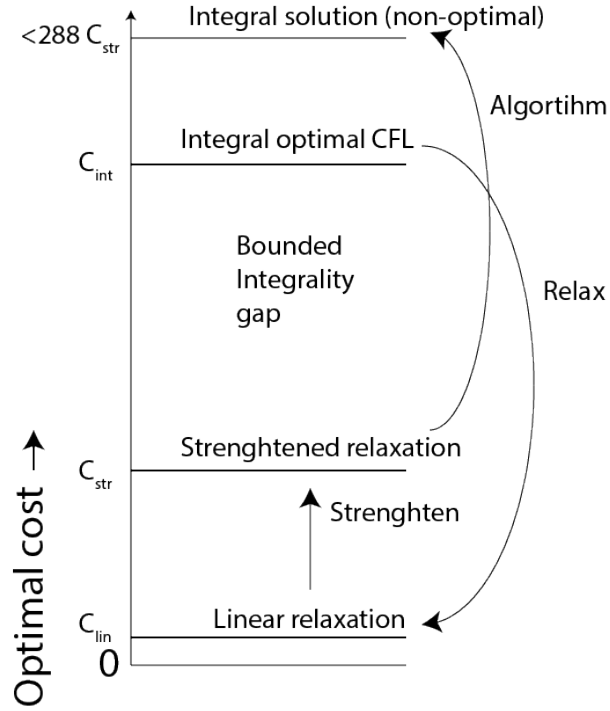 Integral solution (non-optimal)
<288 C_str
Algortihm
Integral optimal CFL
C_int
Bounded
Integrality
gap
Relax
Strenghtened relaxation
C_str
Strenghten
Linear relaxation
C_lin
0
Optimal cost →